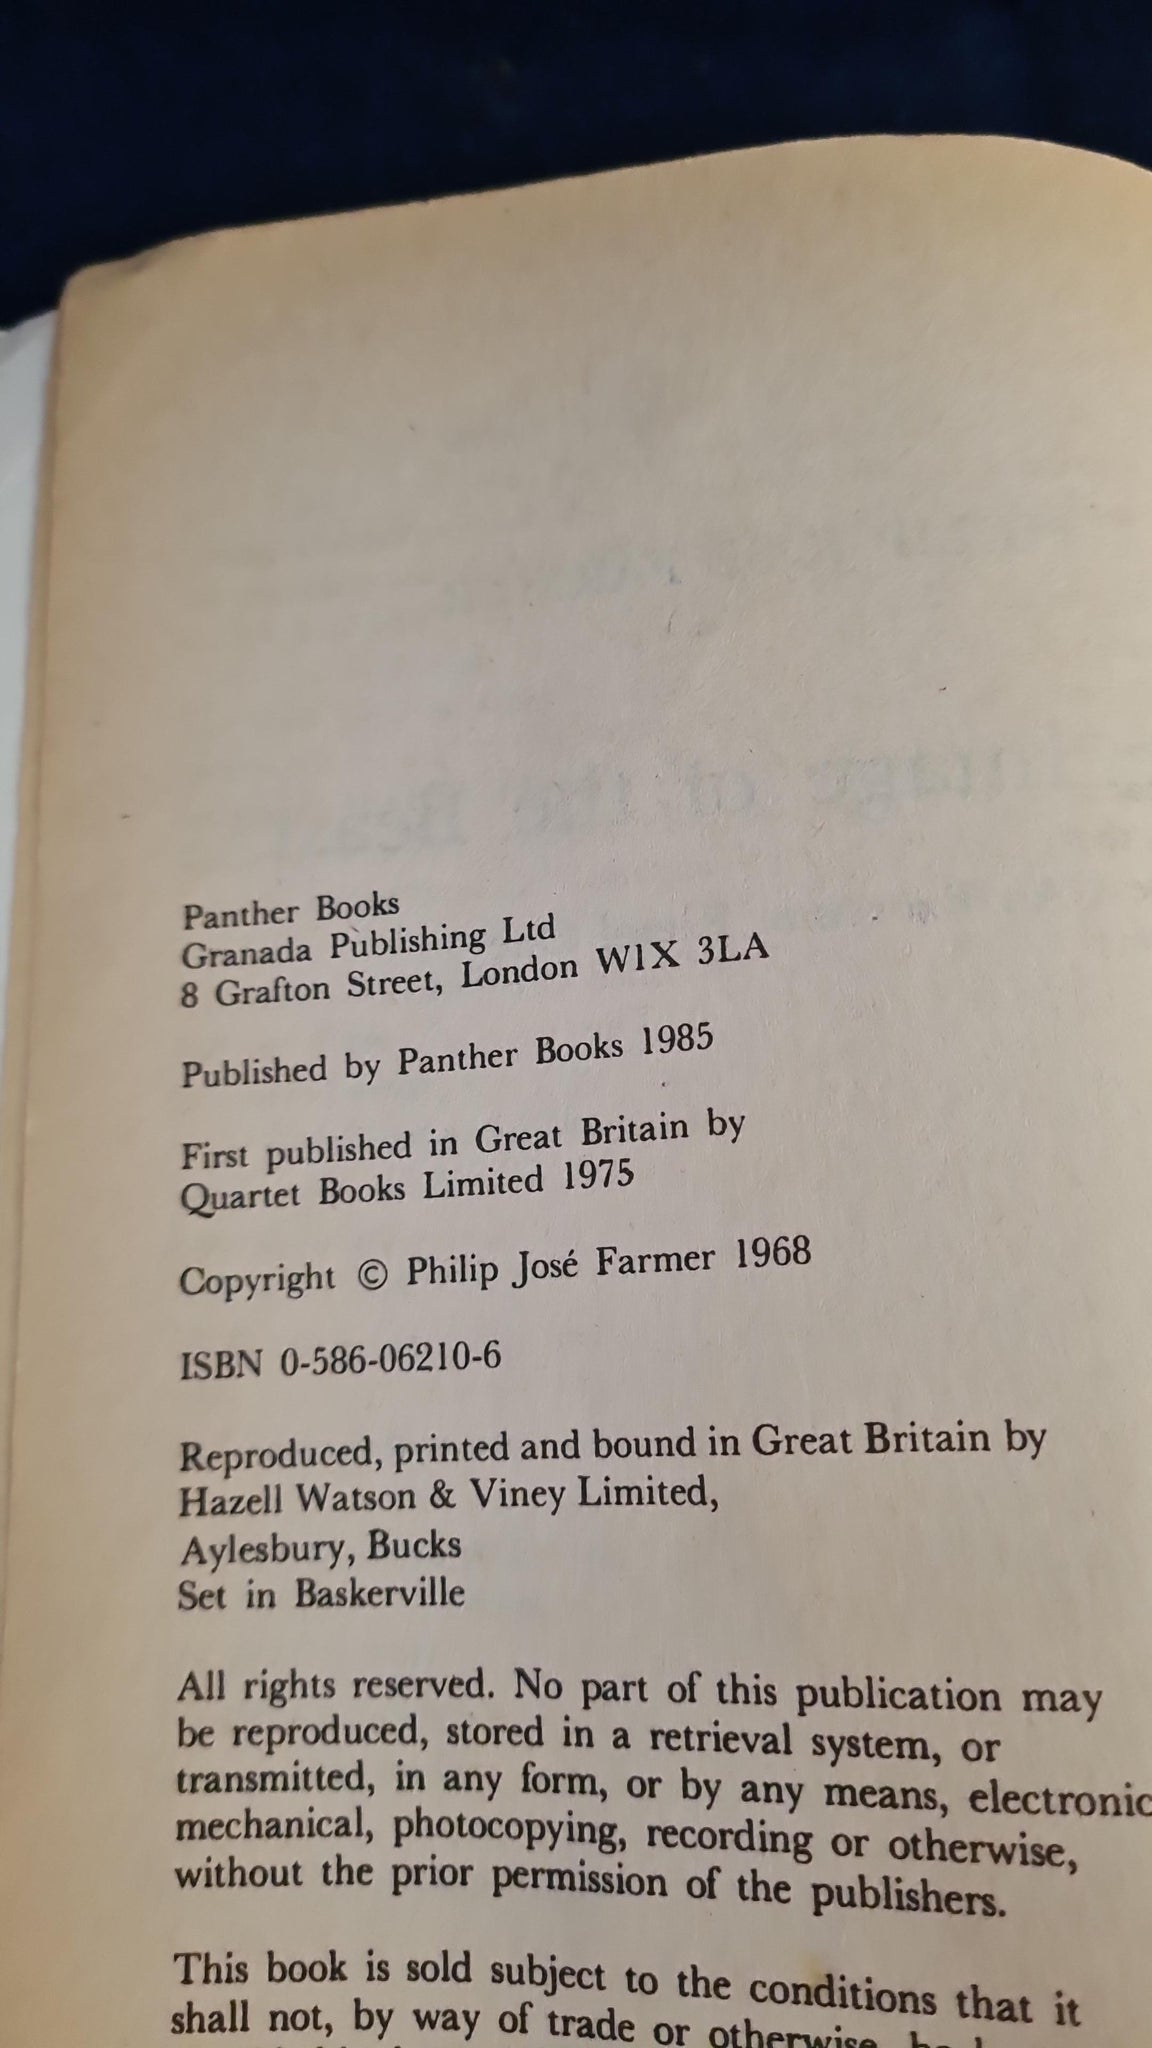 Panther Books
Granada Publishing Ltd
8 Grafton Street, London W1X 3LA
Published by Panther Books 1985
First published in Great Britain by
Quartet Books Limited 1975
Copyright © Philip José Farmer 1968
ISBN 0-586-06210-6
Reproduced, printed and bound in Great Britain by
Hazell Watson & Viney Limited,
Aylesbury, Bucks
Set in Baskerville
All rights reserved. No part of this publication may
be reproduced, stored in a retrieval system, or
transmitted, in any form, or by any means, electronic
mechanical, photocopying, recording or otherwise,
without the prior permission of the publishers.
This book is sold subject to the conditions that it
shall not, by way of trade or otherwise,